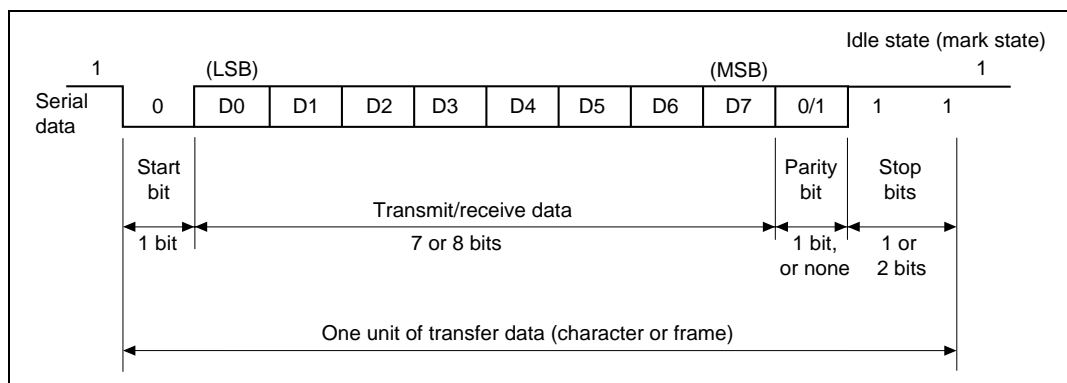 Idle state (mark state)
1 (LSB) (MSB) 1
Serial data
0 D0 D1 D2 D3 D4 D5 D6 D7 0/1 1 1
Start bit
Parity bit
Stop bits
Transmit/receive data
1 bit
7 or 8 bits
1 bit, or none
1 or 2 bits
One unit of transfer data (character or frame)